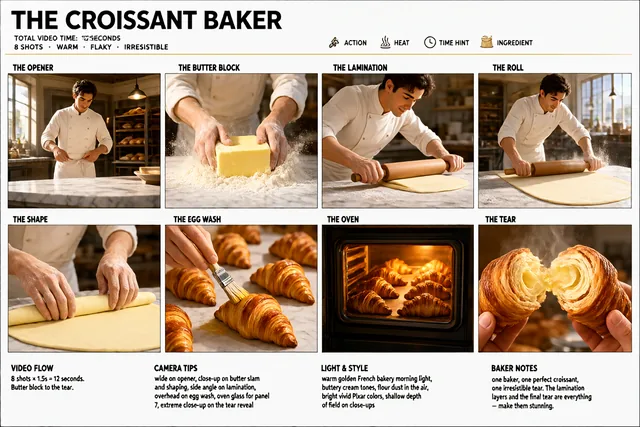 THE CROISSANT BAKER
TOTAL VIDEO TIME: SECONDS
8 SHOTS · WARM · FLAKY · IRRESISTIBLE
ACTION HEAT TIME HINT INGREDIENT
THE OPENER THE BUTTER BLOCK THE LAMINATION THE ROLL
THE SHAPE THE EGG WASH THE OVEN THE TEAR
VIDEO FLOW
8 shots × 1.5s = 12 seconds.
Butter block to the tear.
CAMERA TIPS
wide on opener, close-up on butter slam
and shaping, side angle on lamination,
overhead on egg wash, oven glass for panel
7, extreme close-up on the tear reveal
LIGHT & STYLE
warm golden French bakery morning light,
buttery cream tones, flour dust in the air,
bright vivid Pixar colors, shallow depth
of field on close-ups
BAKER NOTES
one baker, one perfect croissant,
one irresistible tear. The lamination
layers and the final tear are everything
— make them stunning.